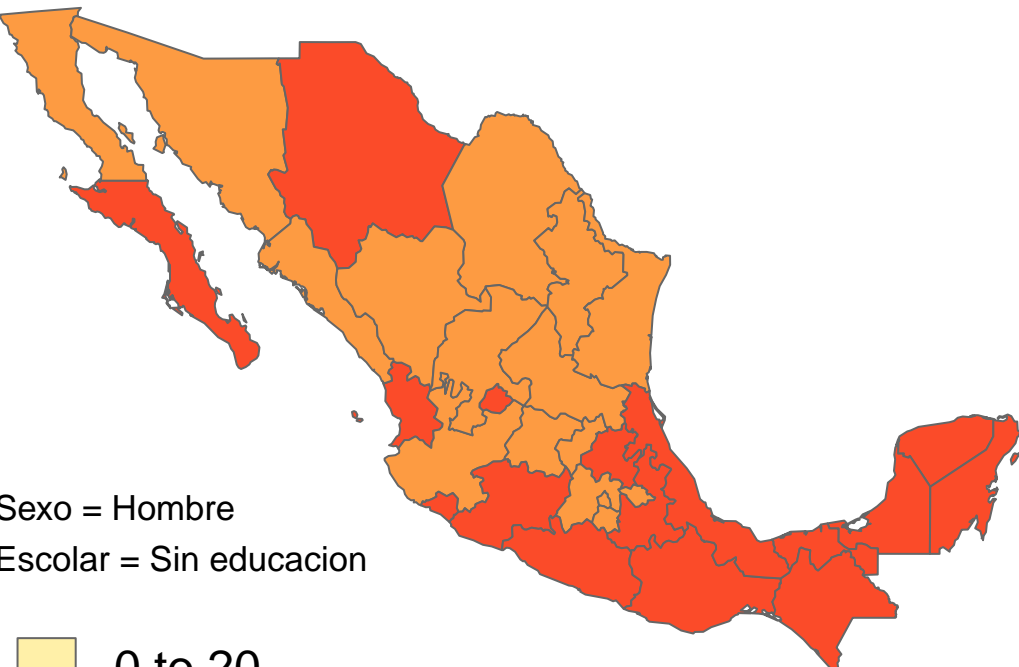 Sexo = Hombre
Escolar = Sin educacion
0 to 20